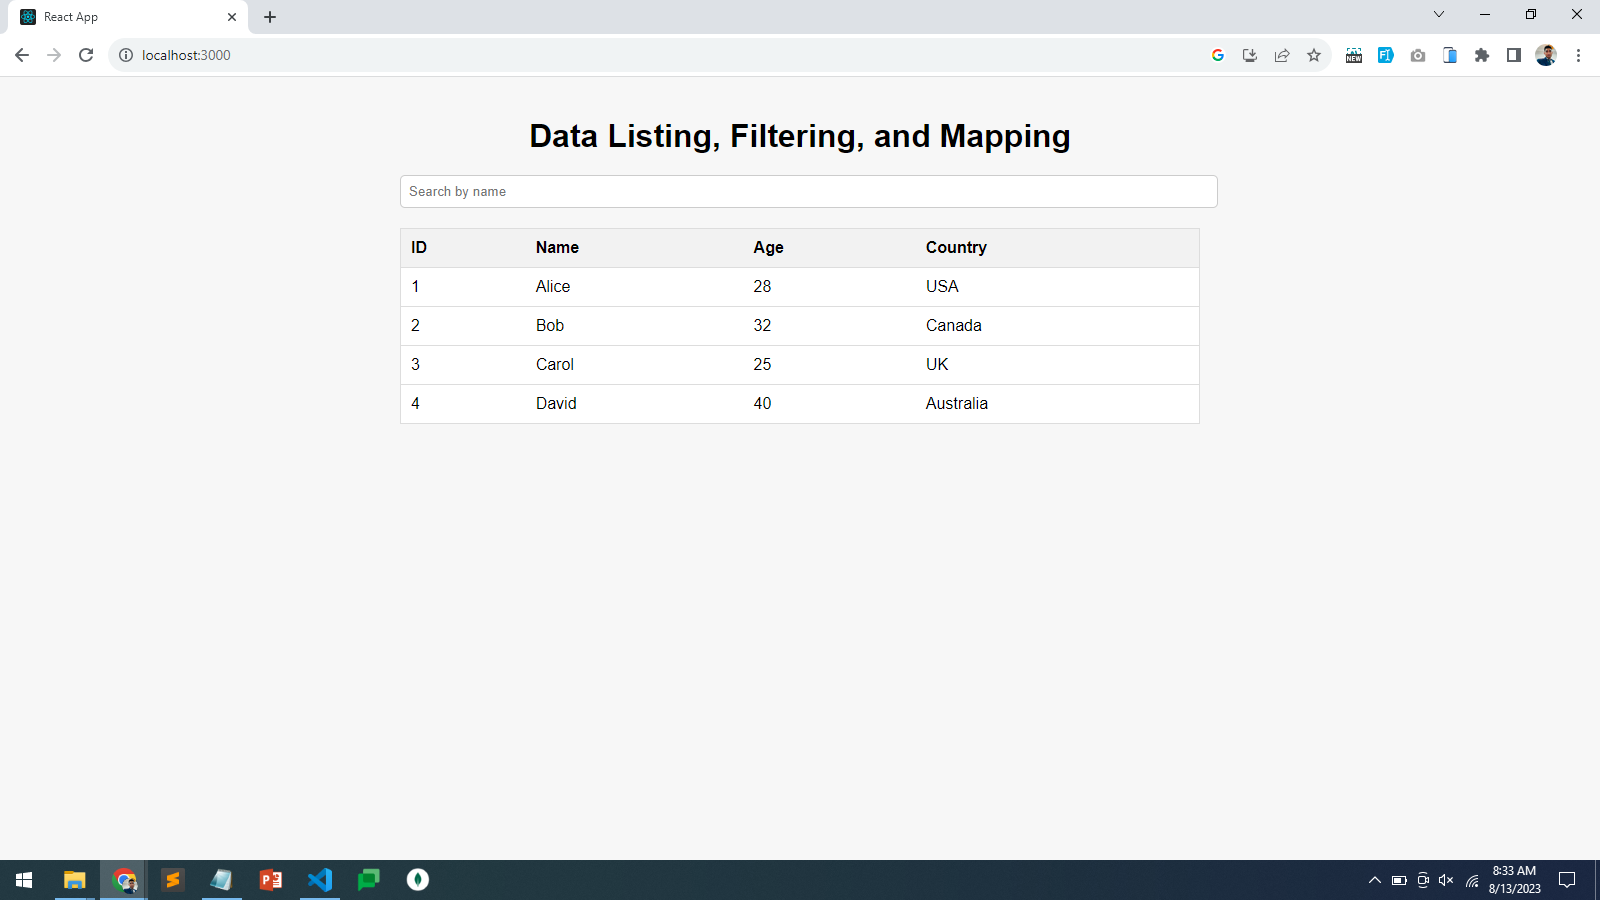 React App
localhost:3000
NEW
Data Listing, Filtering, and Mapping
Search by name
ID Name Age Country
1 Alice 28 USA
2 Bob 32 Canada
3 Carol 25 UK
4 David 40 Australia
8:33 AM
8/13/2023